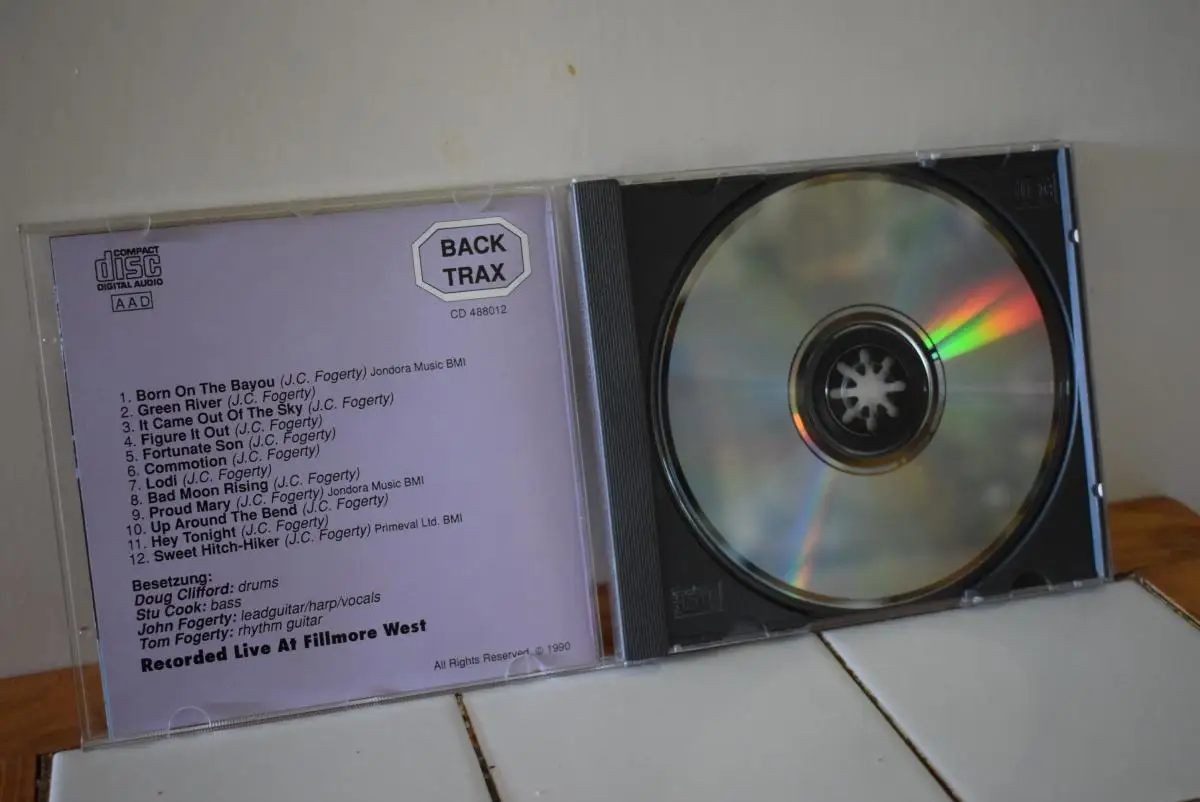 COMPACT
disc
DIGITAL AUDIO
AAD
BACK
TRAX
CD 488012
1. Born On The Bayou (J.C. Fogerty) Jondora Music BMI
2. Green River (J.C. Fogerty)
3. It Came Out Of The Sky (J.C. Fogerty)
4. Figure It Out (J.C. Fogerty)
5. Fortunate Son (J.C. Fogerty)
6. Commotion (J.C. Fogerty)
7. Lodi (J.C. Fogerty)
8. Bad Moon Rising (J.C. Fogerty)
9. Proud Mary (J.C. Fogerty) Jondora Music BMI
10. Up Around The Bend (J.C. Fogerty)
11. Hey Tonight (J.C. Fogerty)
12. Sweet Hitch-Hiker (J.C. Fogerty) Primeval Ltd. BMI
Besetzung:
Doug Clifford: drums
Stu Cook: bass
John Fogerty: leadguitar/harp/vocals
Tom Fogerty: rhythm guitar
Recorded Live At Fillmore West
All Rights Reserved © 1990